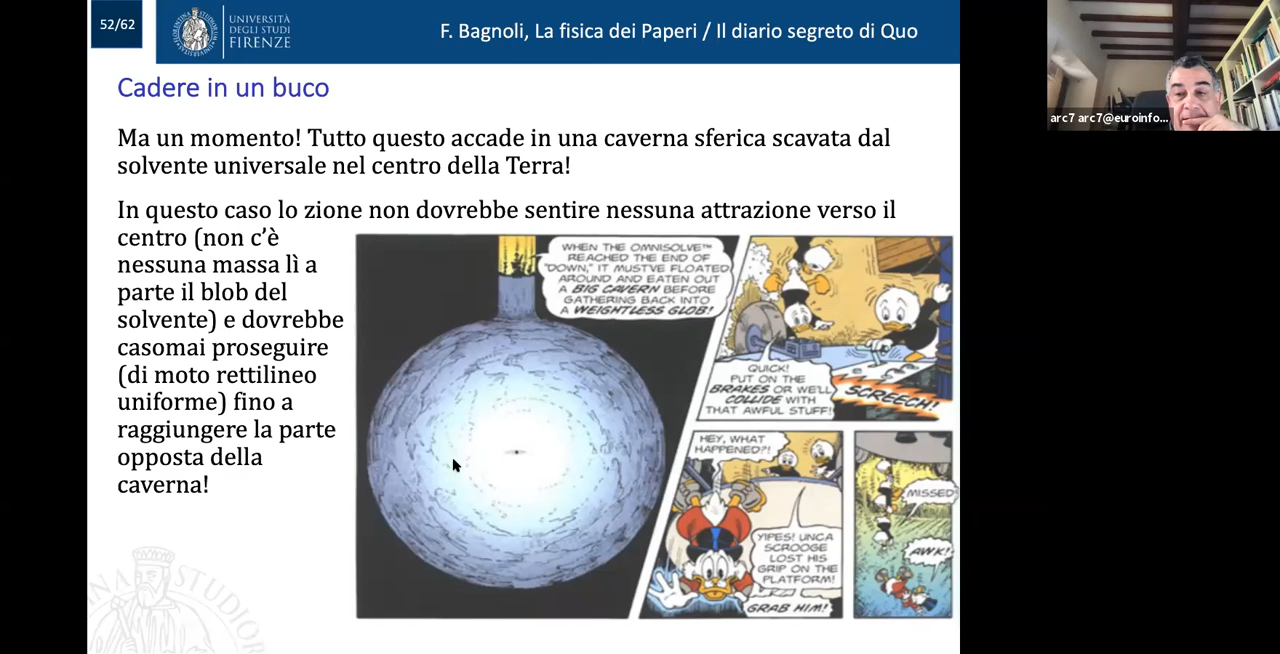 52/62
UNIVERSITÀ
DEGLI STUDI
FIRENZE
F. Bagnoli, La fisica dei Paperi / Il diario segreto di Quo
arc7 arc7@euroinfo...
Cadere in un buco
Ma un momento! Tutto questo accade in una caverna sferica scavata dal
solvente universale nel centro della Terra!
In questo caso lo zione non dovrebbe sentire nessuna attrazione verso il
centro (non c'è
nessuna massa lì a
parte il blob del
solvente) e dovrebbe
casomai proseguire
(di moto rettilineo
uniforme) fino a
raggiungere la parte
opposta della
caverna!
WHEN THE OMNISOLVE™
REACHED THE END OF
"DOWN," IT MUST'VE FLOATED
AROUND AND EATEN OUT
A BIG CAVERN BEFORE
GATHERING BACK INTO
A WEIGHTLESS GLOB!
QUICK!
PUT ON THE
BRAKES OR WE'LL
COLLIDE WITH
THAT AWFUL STUFF!
SCREECH!
HEY, WHAT
HAPPENED?!
YIPES! UNCA
SCROOGE
LOST HIS
GRIP ON THE
PLATFORM!
GRAB HIM!
MISSED!
AWK!